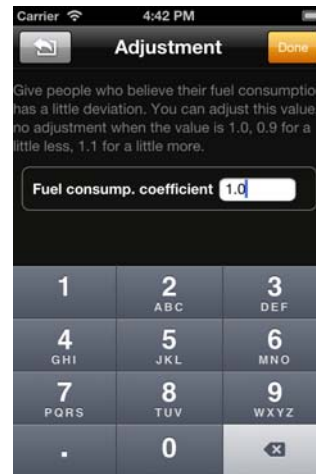 Carrier 4:42 PM
Adjustment Done
Give people who believe their fuel consumptio
has a little deviation. You can adjust this value
no adjustment when the value is 1.0, 0.9 for a
little less, 1.1 for a little more.
Fuel consump. coefficient 1.0
1 2 3
ABC DEF
4 5 6
GHI JKL MNO
7 8 9
PQRS TUV WXYZ
. 0